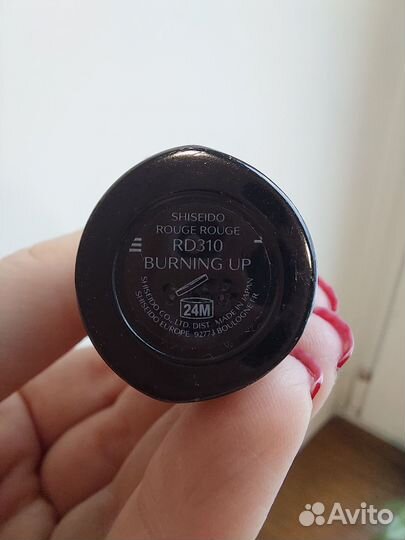 SHISEIDO
ROUGE ROUGE
RD310
BURNING UP
24M
SHISEIDO CO., LTD. DIST. MADE IN JAPAN
SHISEIDO EUROPE 92774 BOULOGNE FR.
Avito